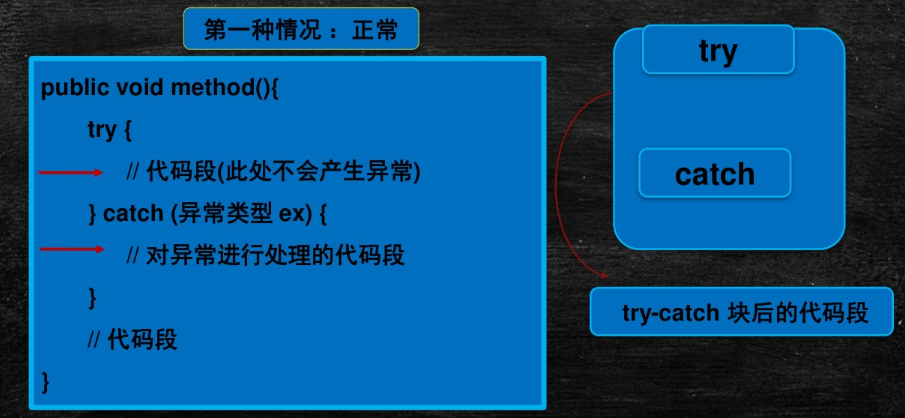 第一种情况：正常
public void method(){
try {
// 代码段(此处不会产生异常)
} catch (异常类型 ex) {
// 对异常进行处理的代码段
}
// 代码段
}
try
catch
try-catch 块后的代码段